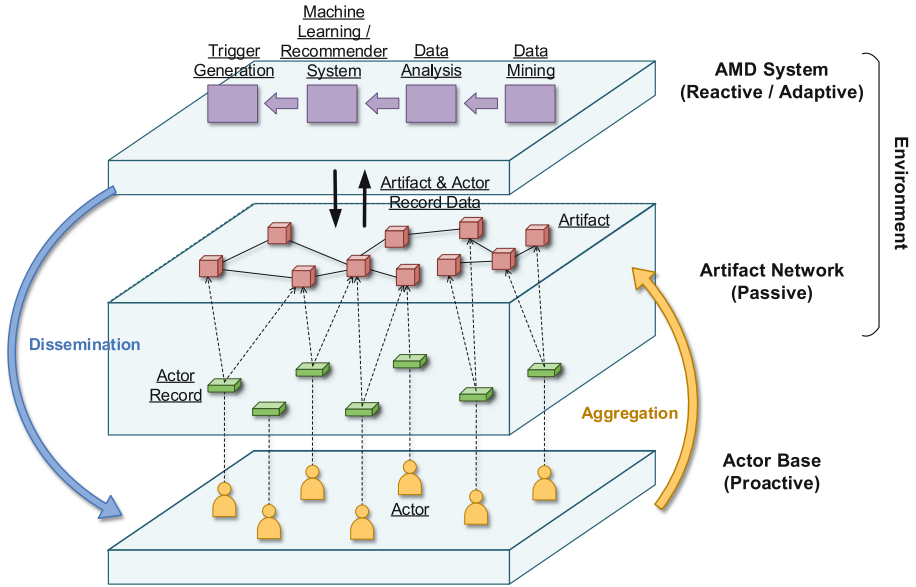 Trigger
Generation
Machine
Learning /
Recommender
System
Data
Analysis
Data
Mining
AMD System
(Reactive / Adaptive)
Environment
Artifact & Actor
Record Data
Artifact
Artifact Network
(Passive)
Dissemination
Actor
Record
Aggregation
Actor Base
(Proactive)
Actor